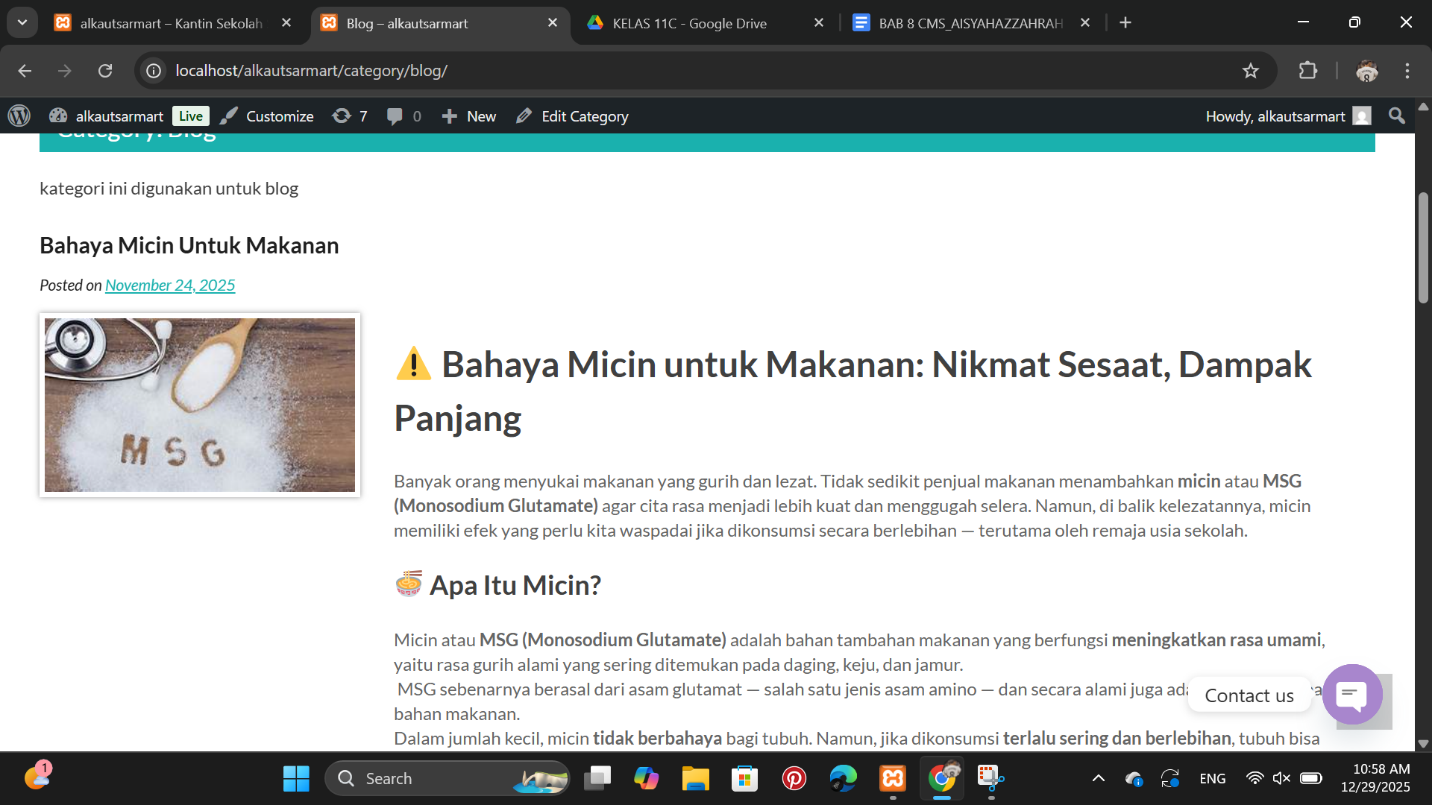 alkautsarmart – Kantin Sekolah
Blog – alkautsarmart
KELAS 11C - Google Drive
BAB 8 CMS_AISYAHAZZAHRAH
localhost/alkautsarmart/category/blog/
alkautsarmart Live Customize 7 0 New Edit Category
Howdy, alkautsarmart
Category: Blog
kategori ini digunakan untuk blog
Bahaya Micin Untuk Makanan
Posted on November 24, 2025
MSG
⚠️ Bahaya Micin untuk Makanan: Nikmat Sesaat, Dampak
Panjang
Banyak orang menyukai makanan yang gurih dan lezat. Tidak sedikit penjual makanan menambahkan micin atau MSG
(Monosodium Glutamate) agar cita rasa menjadi lebih kuat dan menggugah selera. Namun, di balik kelezatannya, micin
memiliki efek yang perlu kita waspadai jika dikonsumsi secara berlebihan — terutama oleh remaja usia sekolah.
🍜 Apa Itu Micin?
Micin atau MSG (Monosodium Glutamate) adalah bahan tambahan makanan yang berfungsi meningkatkan rasa umami,
yaitu rasa gurih alami yang sering ditemukan pada daging, keju, dan jamur.
MSG sebenarnya berasal dari asam glutamat — salah satu jenis asam amino — dan secara alami juga
bahan makanan.
Contact us
Dalam jumlah kecil, micin tidak berbahaya bagi tubuh. Namun, jika dikonsumsi terlalu sering dan berlebihan, tubuh bisa
1
Search
ENG
10:58 AM
12/29/2025